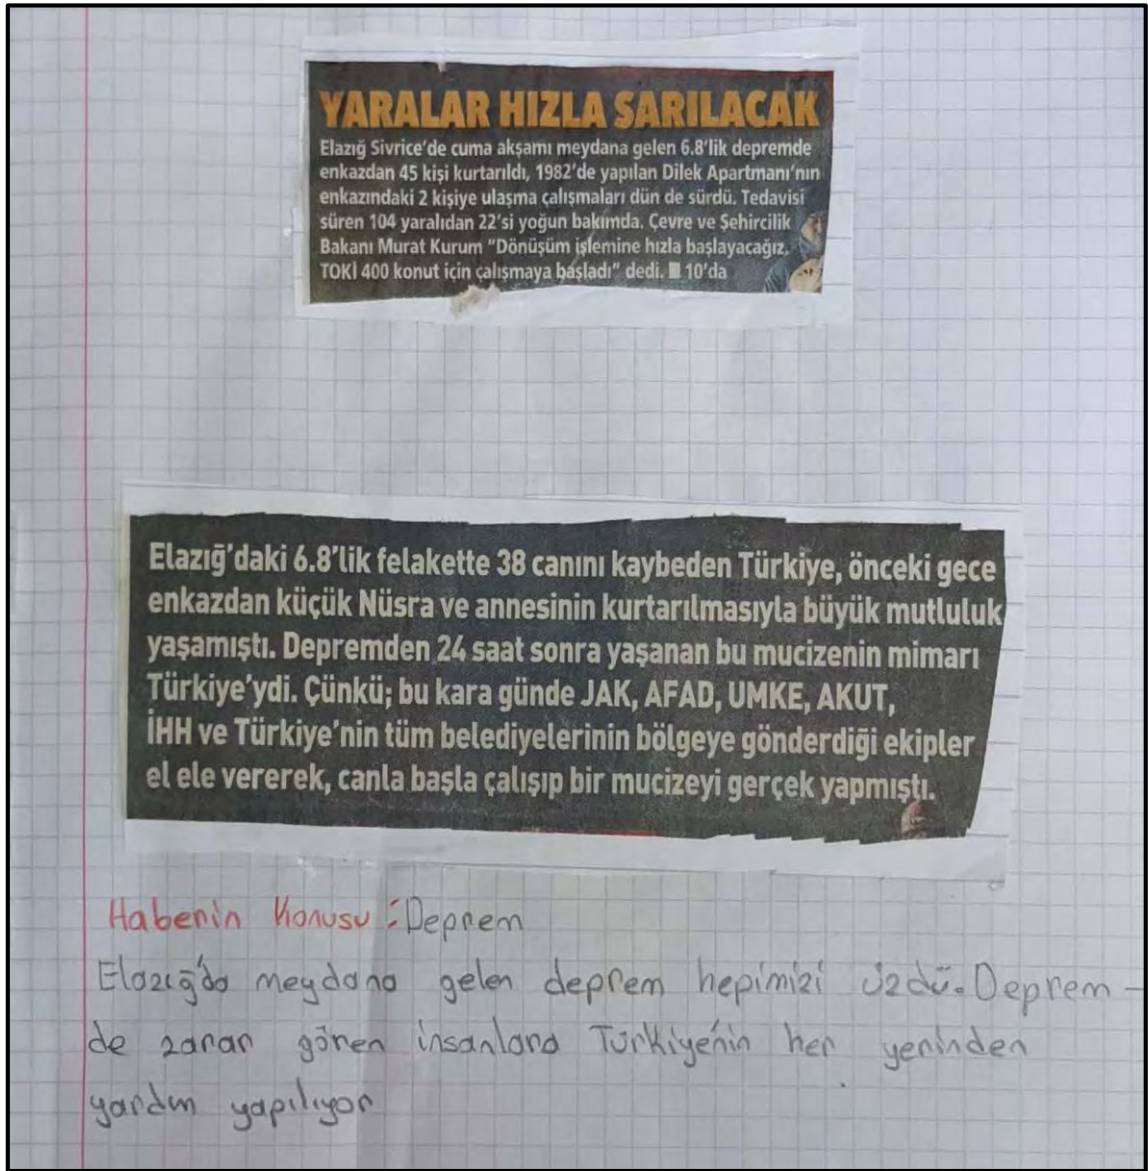 YARALAR HIZLA SARILACAK
Elazığ Sivrice'de cuma akşamı meydana gelen 6.8'lik depremde
enkazdan 45 kişi kurtarıldı, 1982'de yapılan Dilek Apartmanı'nın
enkazındaki 2 kişiye ulaşma çalışmaları dün de sürdü. Tedavisi
süren 104 yaralıdan 22'si yoğun bakımda. Çevre ve Şehircilik
Bakanı Murat Kurum "Dönüşüm işlemine hızla başlayacağız.
TOKİ 400 konut için çalışmaya başladı" dedi. ■ 10'da
Elazığ'daki 6.8'lik felakette 38 canını kaybeden Türkiye, önceki gece
enkazdan küçük Nüsra ve annesinin kurtarılmasıyla büyük mutluluk
yaşamıştı. Depremden 24 saat sonra yaşanan bu mucizenin mimarı
Türkiye'ydi. Çünkü; bu kara günde JAK, AFAD, UMKE, AKUT,
İHH ve Türkiye'nin tüm belediyelerinin bölgeye gönderdiği ekipler
el ele vererek, canla başla çalışıp bir mucizeyi gerçek yapmıştı.
Haberin Konusu : Deprem
Elazığ'da meydana gelen deprem hepimizi üzdü. Deprem-
de zarar gören insanlara Türkiye'nin her yerinden
yardım yapılıyor